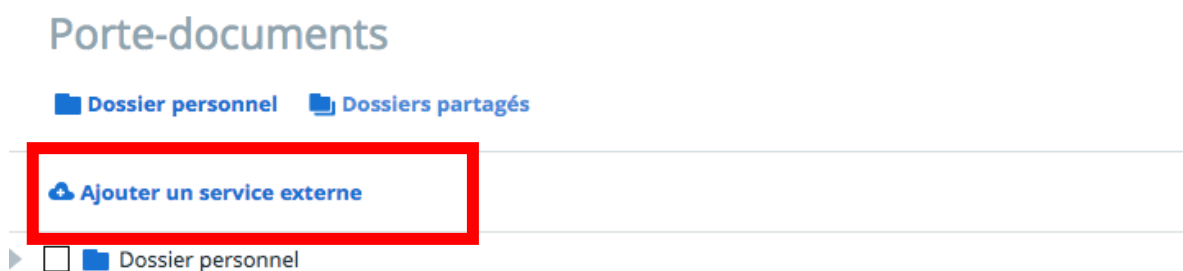 Porte-documents
Dossier personnel Dossiers partagés
Ajouter un service externe
Dossier personnel